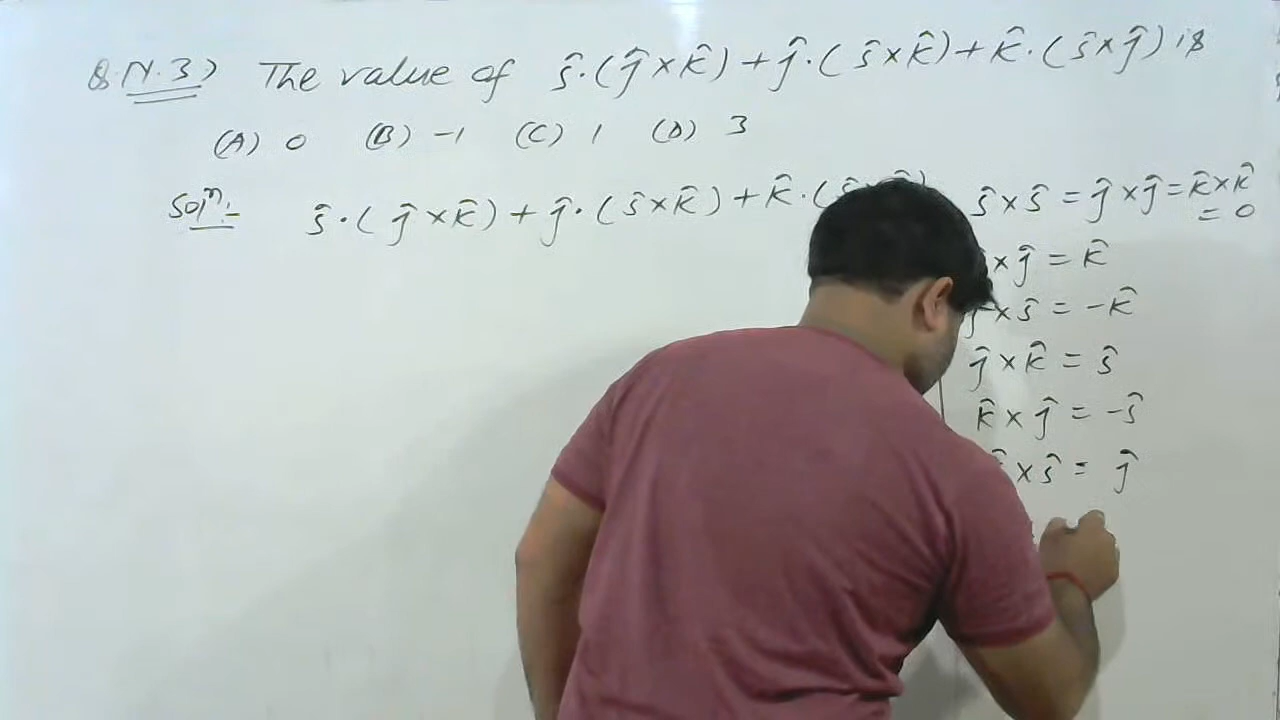 Q.N.3) The value of î·(ĵ×k̂)+ĵ·(î×k̂)+k̂·(î×ĵ) is
(A) 0 (B) -1 (C) 1 (D) 3
Solⁿ:- î·(ĵ×k̂)+ĵ·(î×k̂)+k̂·(
î×î = ĵ×ĵ = k̂×k̂
= 0
×ĵ = k̂
ĵ×î = -k̂
ĵ×k̂ = î
k̂×ĵ = -î
×î = ĵ